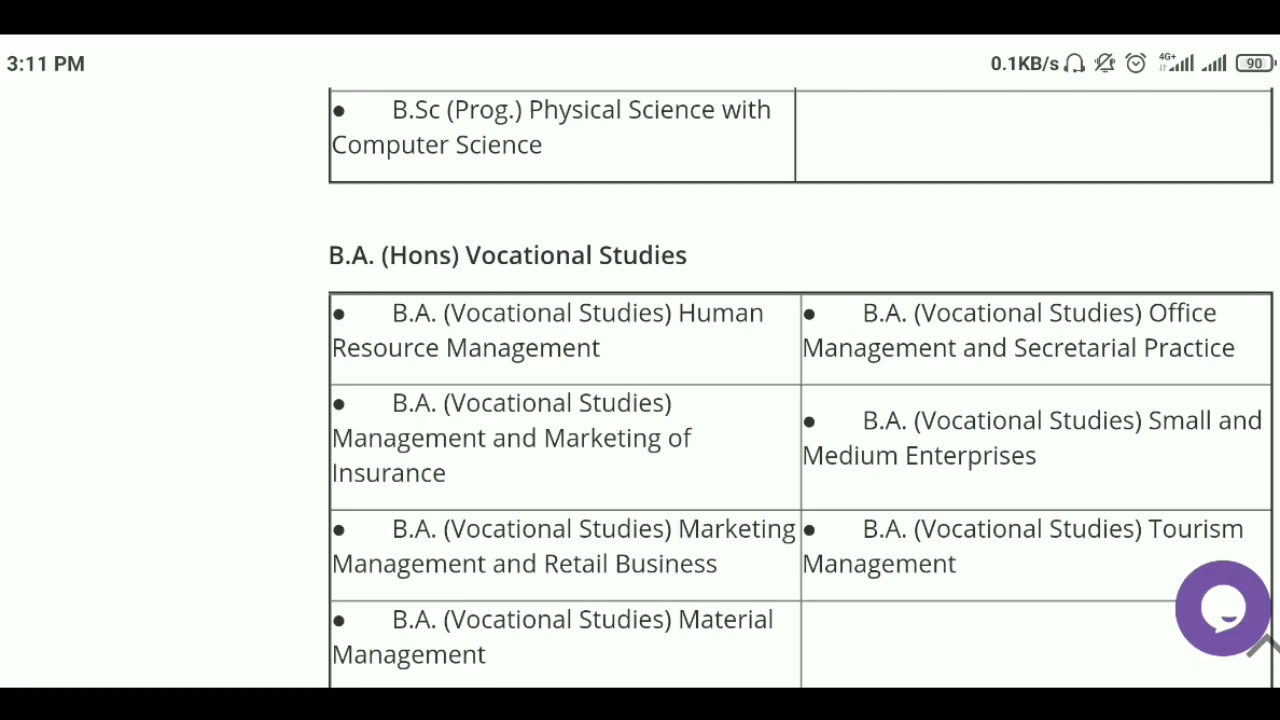 3:11 PM
0.1KB/s 4G+ 90
● B.Sc (Prog.) Physical Science with
Computer Science
B.A. (Hons) Vocational Studies
● B.A. (Vocational Studies) Human
Resource Management
● B.A. (Vocational Studies) Office
Management and Secretarial Practice
● B.A. (Vocational Studies)
Management and Marketing of
Insurance
● B.A. (Vocational Studies) Small and
Medium Enterprises
● B.A. (Vocational Studies) Marketing
Management and Retail Business
● B.A. (Vocational Studies) Tourism
Management
● B.A. (Vocational Studies) Material
Management